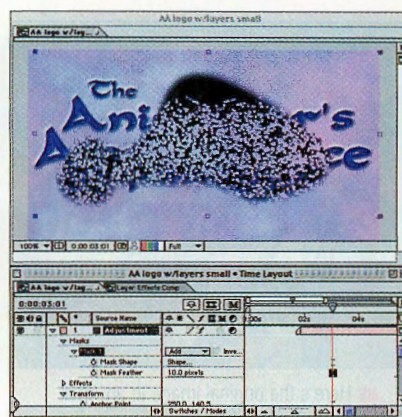 AA logo w/layers small
AA logo w/lay...
The
Ani r's
A ce
100%
0:00:03:01
Full
AA logo w/layers small • Time Layout
AA logo w/layers small
Layer Effects Comp
0:00:03:01
:00s 02s 04s
# Source Name
1 Adjustment
Masks
Mask 1 Add Inve...
Mask Shape Shape...
Mask Feather 10.0 pixels
Effects
Transform
Anchor Point 250.0, 140.5
Switches / Modes